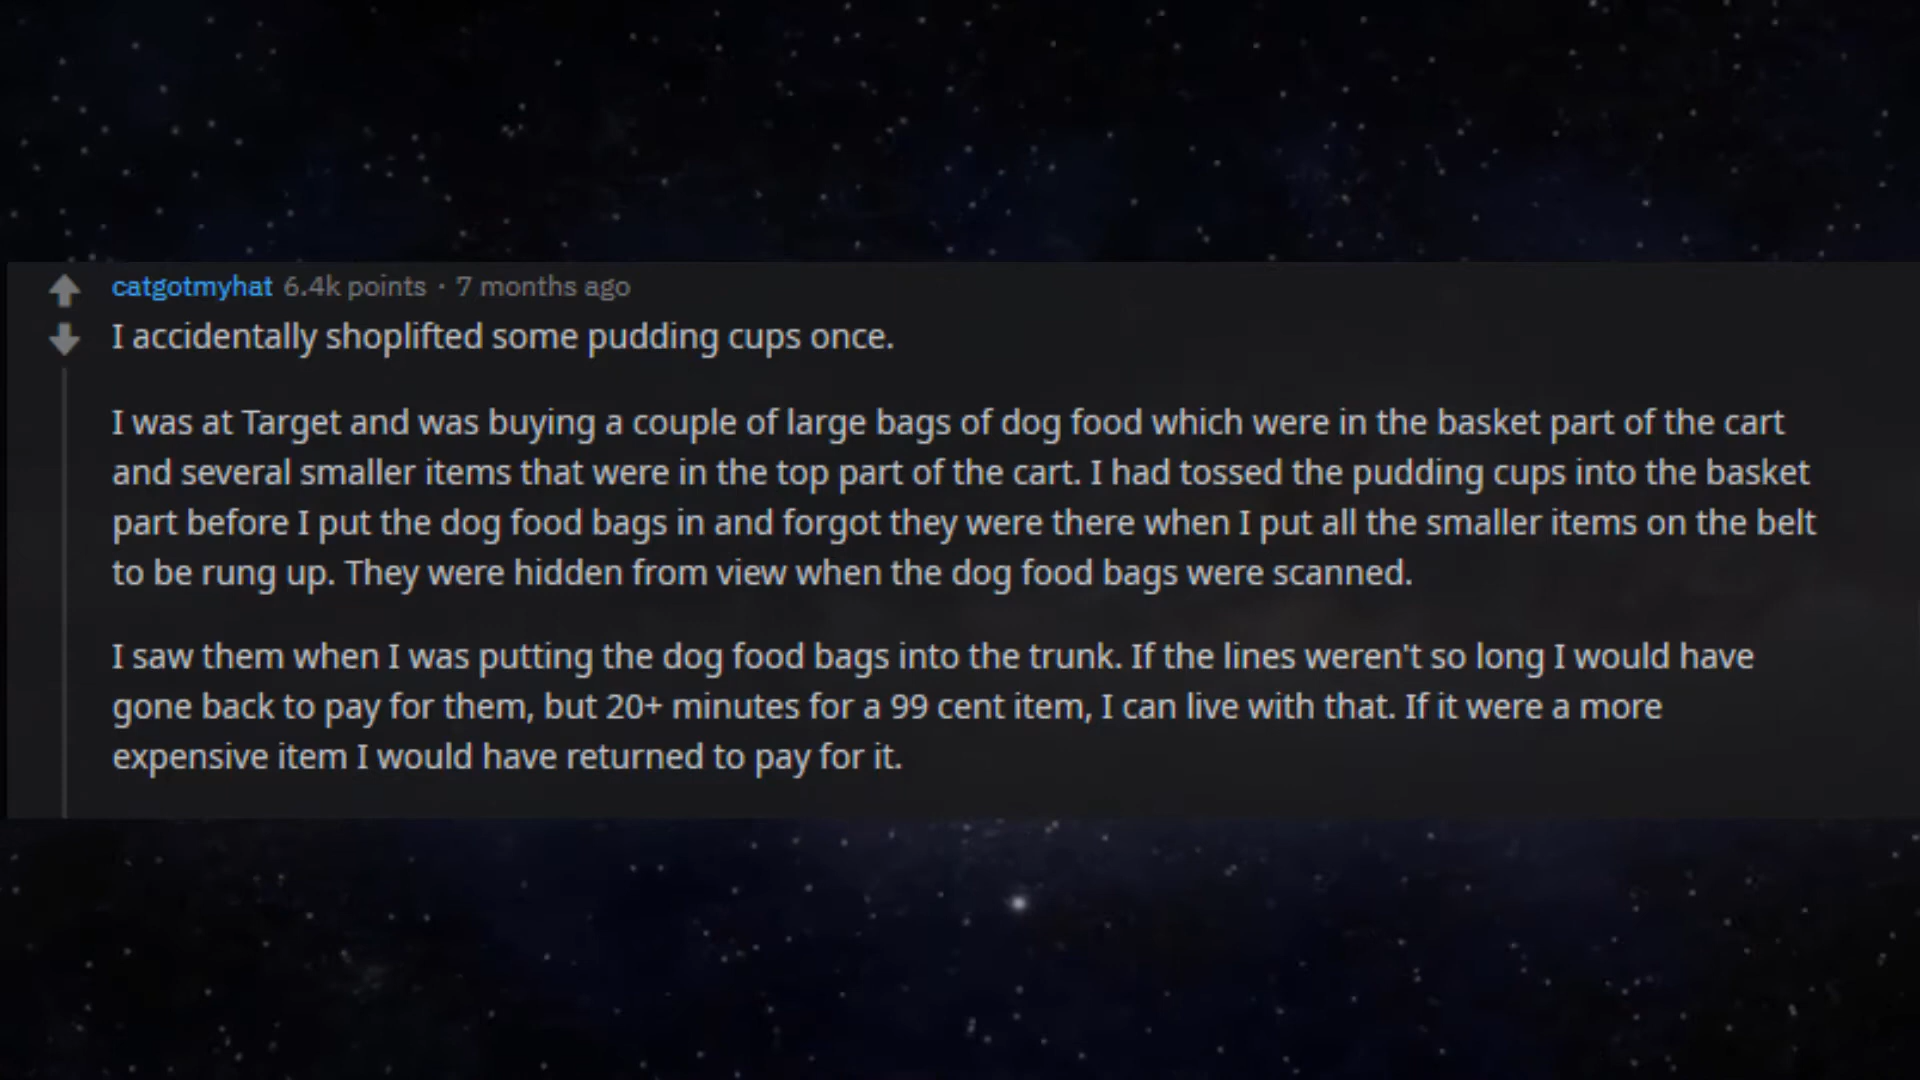 catgotmyhat 6.4k points · 7 months ago
I accidentally shoplifted some pudding cups once.
I was at Target and was buying a couple of large bags of dog food which were in the basket part of the cart
and several smaller items that were in the top part of the cart. I had tossed the pudding cups into the basket
part before I put the dog food bags in and forgot they were there when I put all the smaller items on the belt
to be rung up. They were hidden from view when the dog food bags were scanned.
I saw them when I was putting the dog food bags into the trunk. If the lines weren't so long I would have
gone back to pay for them, but 20+ minutes for a 99 cent item, I can live with that. If it were a more
expensive item I would have returned to pay for it.